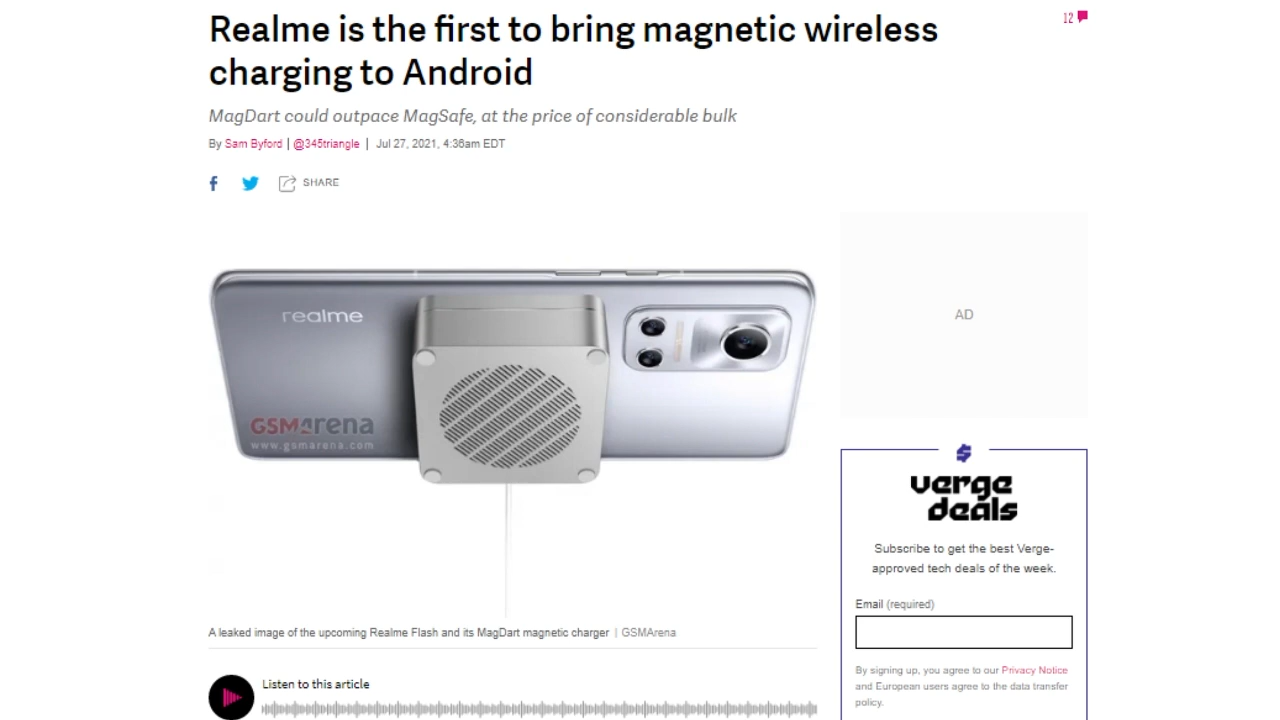 Realme is the first to bring magnetic wireless
charging to Android
12
MagDart could outpace MagSafe, at the price of considerable bulk
By Sam Byford | @345triangle | Jul 27, 2021, 4:36am EDT
SHARE
realme
GSMArena
www.gsmarena.com
A leaked image of the upcoming Realme Flash and its MagDart magnetic charger | GSMArena
Listen to this article
AD
verge
deals
Subscribe to get the best Verge-
approved tech deals of the week.
Email (required)
By signing up, you agree to our Privacy Notice
and European users agree to the data transfer
policy.